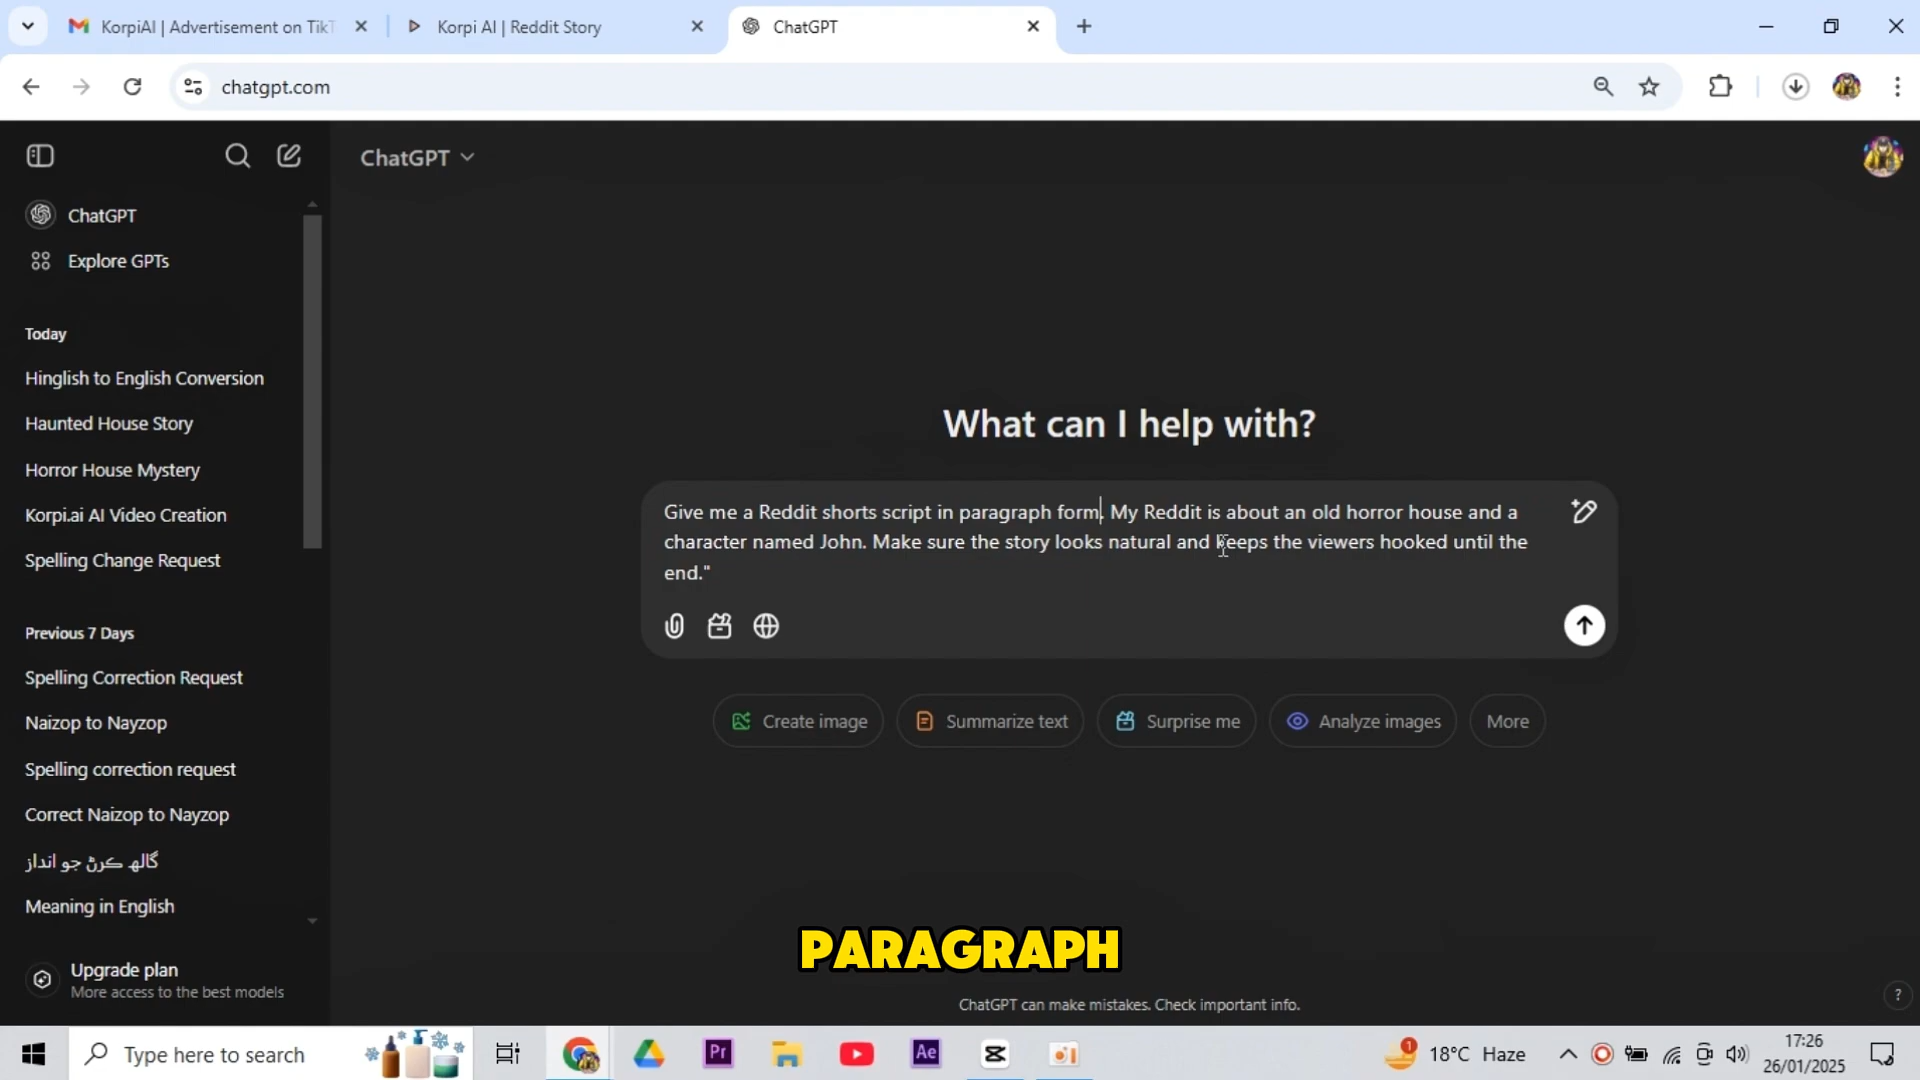 KorpiAI | Advertisement on TikT
Korpi AI | Reddit Story
ChatGPT
chatgpt.com
ChatGPT
ChatGPT
Explore GPTs
Today
Hinglish to English Conversion
Haunted House Story
Horror House Mystery
Korpi.ai AI Video Creation
Spelling Change Request
Previous 7 Days
Spelling Correction Request
Naizop to Nayzop
Spelling correction request
Correct Naizop to Nayzop
ڳالھ ڪرڻ جو انداز
Meaning in English
Upgrade plan
More access to the best models
What can I help with?
Give me a Reddit shorts script in paragraph form. My Reddit is about an old horror house and a
character named John. Make sure the story looks natural and keeps the viewers hooked until the
end."
Create image
Summarize text
Surprise me
Analyze images
More
PARAGRAPH
ChatGPT can make mistakes. Check important info.
?
Type here to search
Pr
Ae
1
18°C Haze
17:26
26/01/2025